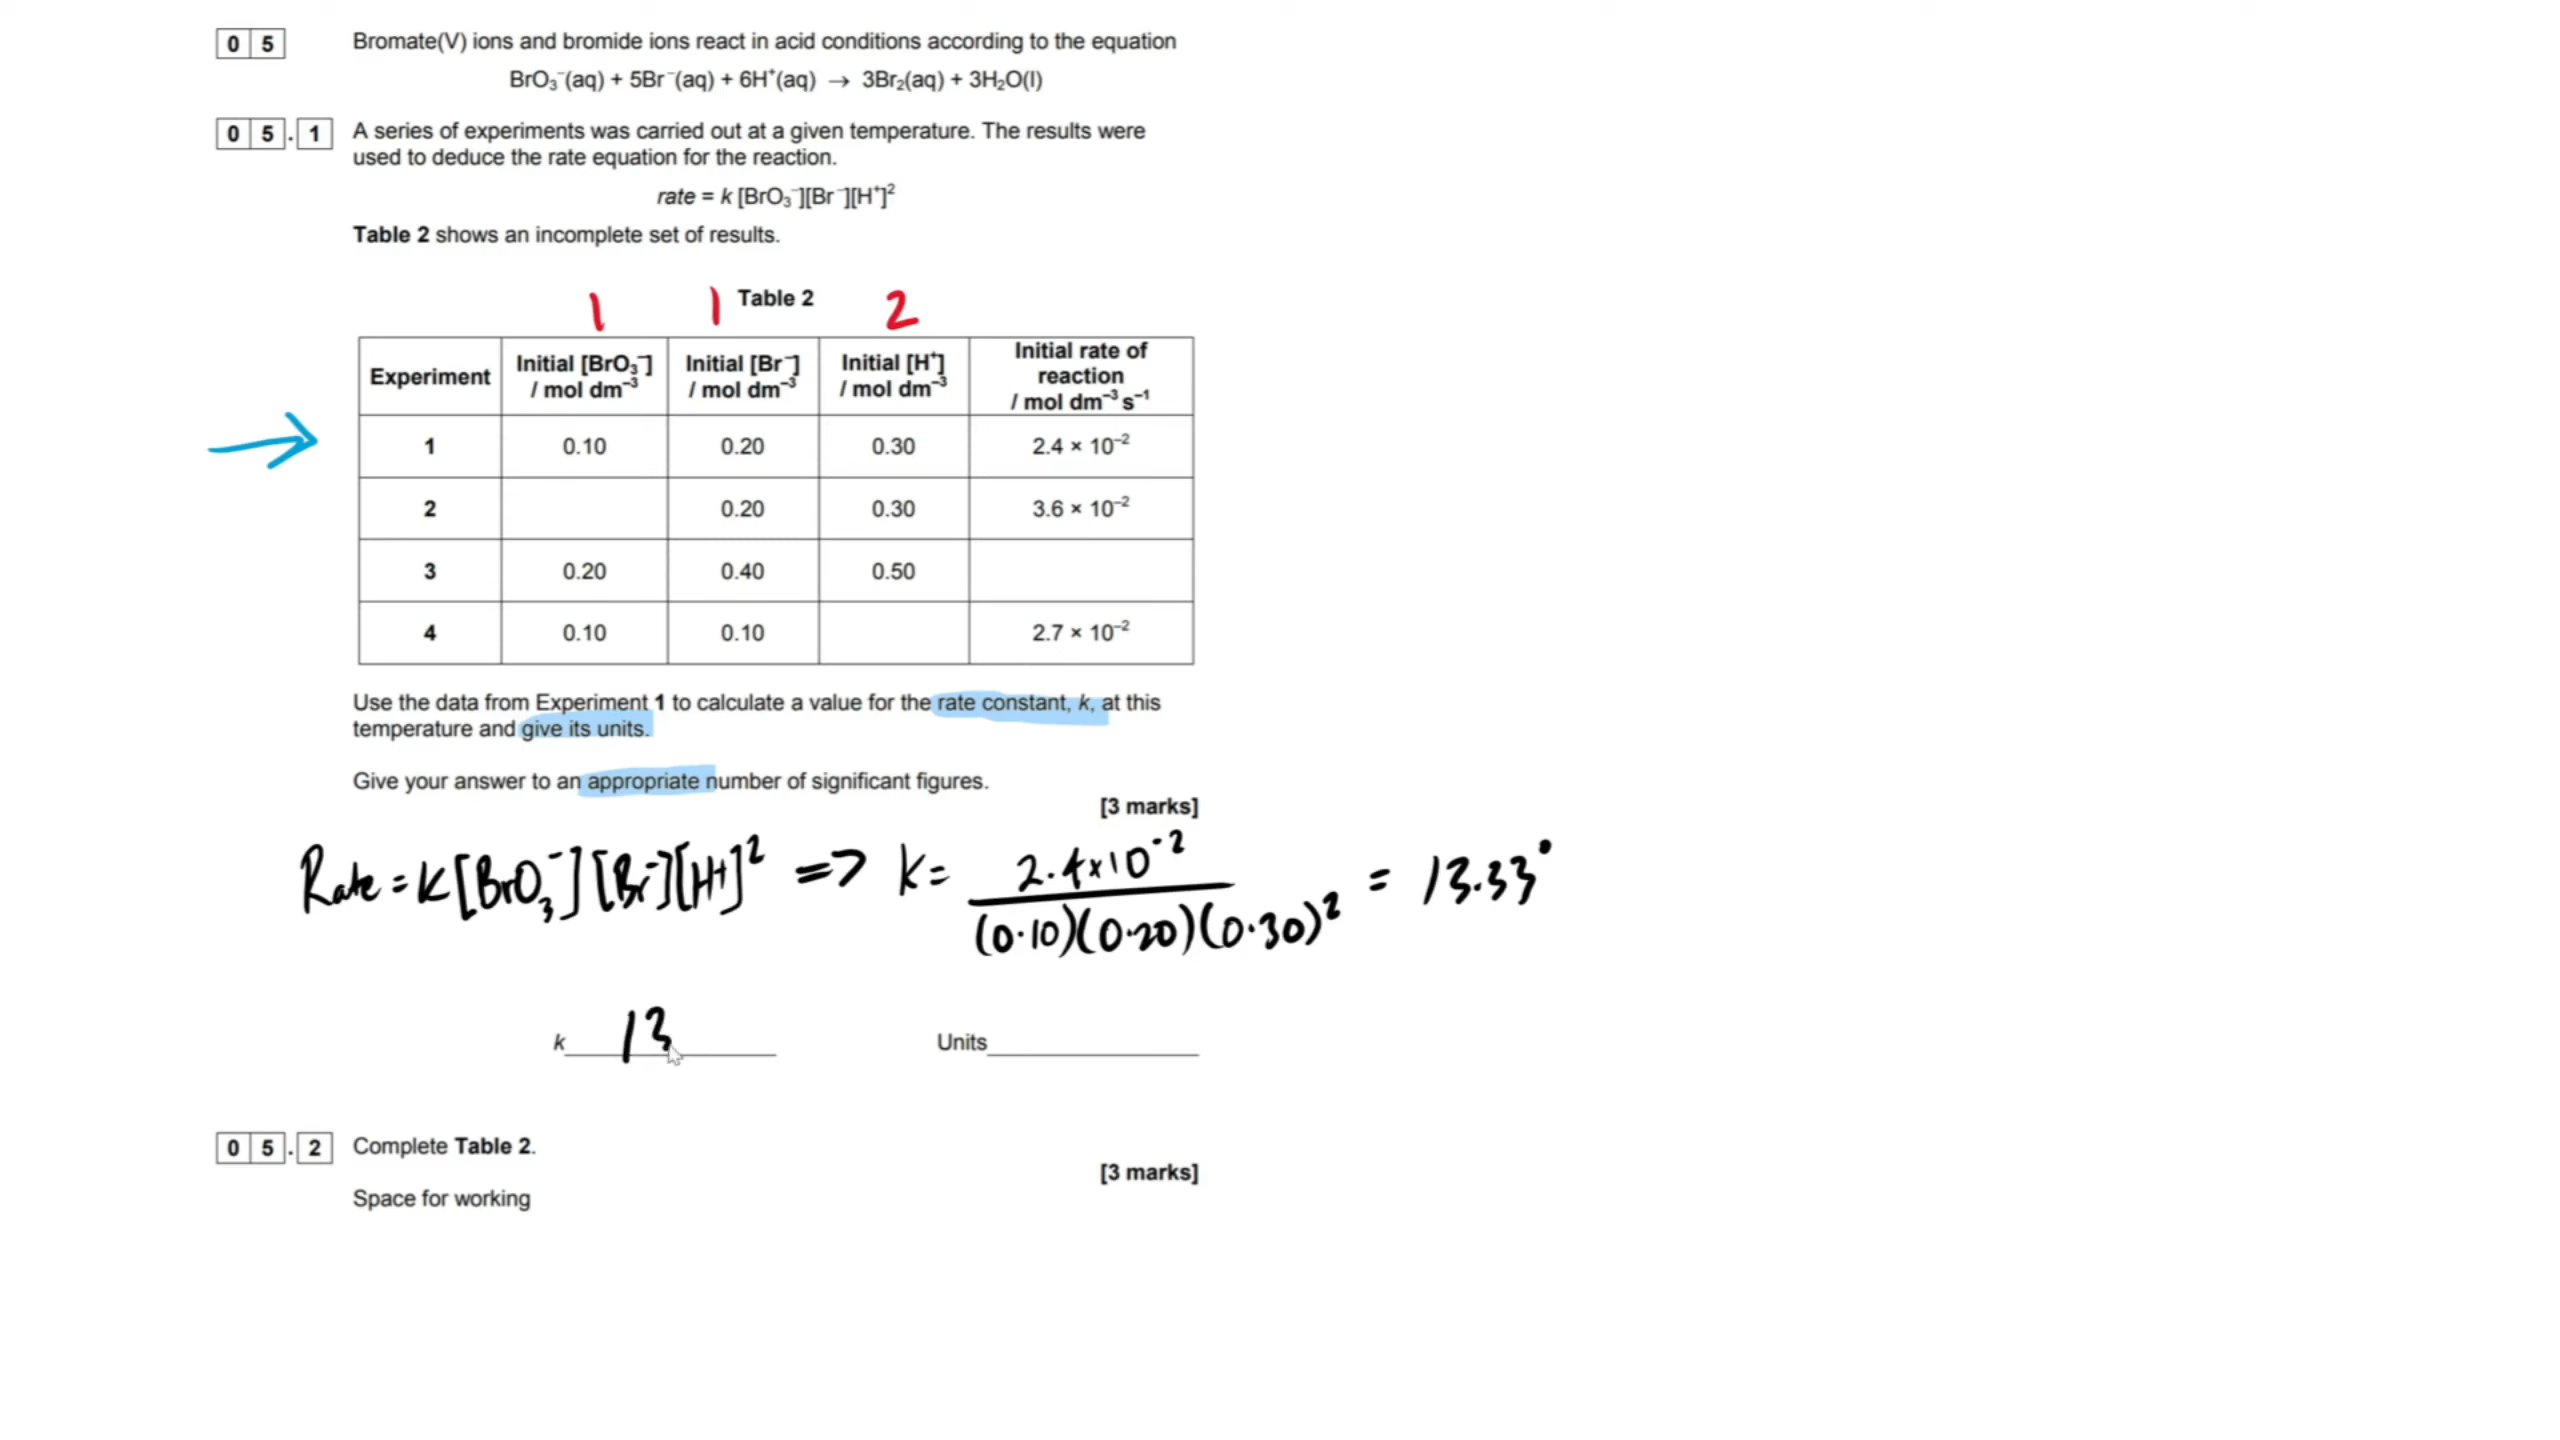 05 Bromate(V) ions and bromide ions react in acid conditions according to the equation
BrO₃⁻(aq) + 5Br⁻(aq) + 6H⁺(aq) → 3Br₂(aq) + 3H₂O(l)
05.1 A series of experiments was carried out at a given temperature. The results were
used to deduce the rate equation for the reaction.
rate = k [BrO₃⁻][Br⁻][H⁺]²
Table 2 shows an incomplete set of results.
1 1 Table 2 2
Experiment Initial [BrO₃⁻] / mol dm⁻³ Initial [Br⁻] / mol dm⁻³ Initial [H⁺] / mol dm⁻³ Initial rate of reaction / mol dm⁻³ s⁻¹
1 0.10 0.20 0.30 2.4 × 10⁻²
2 0.20 0.30 3.6 × 10⁻²
3 0.20 0.40 0.50
4 0.10 0.10 2.7 × 10⁻²
Use the data from Experiment 1 to calculate a value for the rate constant, k, at this
temperature and give its units.
Give your answer to an appropriate number of significant figures.
[3 marks]
Rate = k[BrO₃⁻][Br⁻][H⁺]² => k = 2.4×10⁻² / (0.10)(0.20)(0.30)² = 13.33̇
k 13 Units
05.2 Complete Table 2.
[3 marks]
Space for working